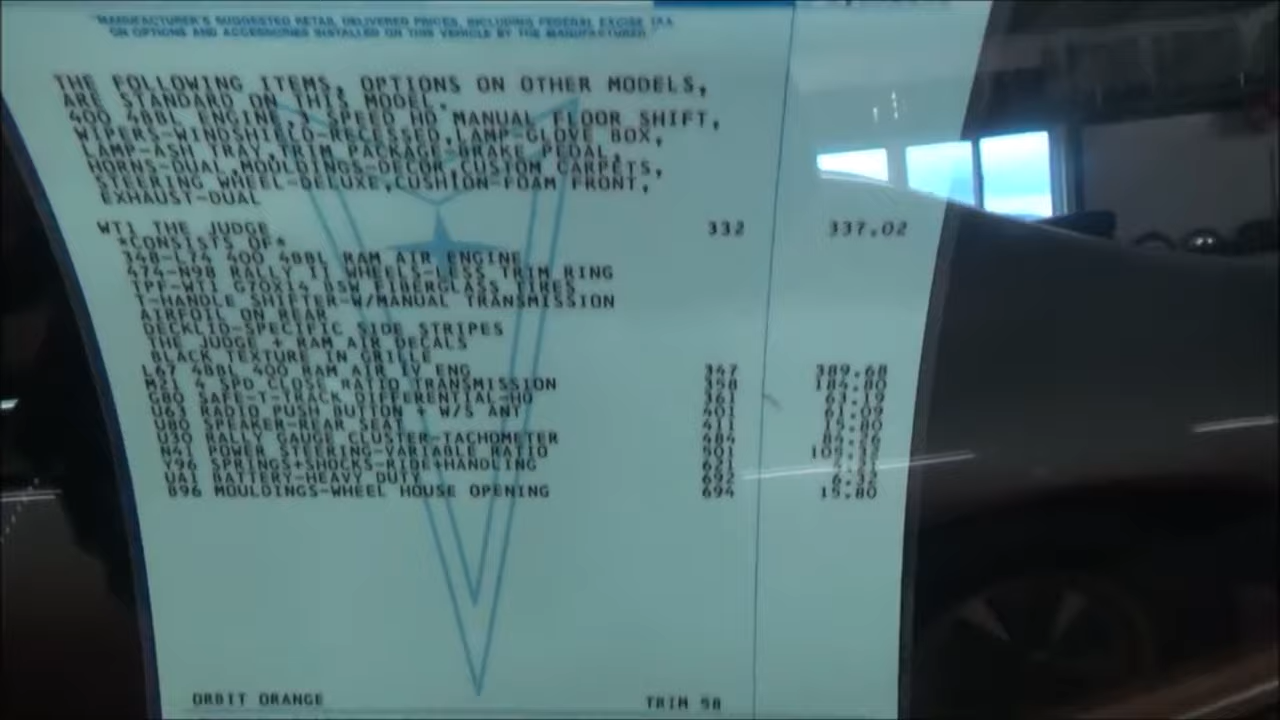 "MANUFACTURER'S SUGGESTED RETAIL DELIVERED PRICES, INCLUDING FEDERAL EXCISE TAX
ON OPTIONS AND ACCESSORIES INSTALLED ON THIS VEHICLE BY THE MANUFACTURER"
THE FOLLOWING ITEMS, OPTIONS ON OTHER MODELS,
ARE STANDARD ON THIS MODEL.
400 4BBL ENGINE, 3 SPEED HD MANUAL FLOOR SHIFT,
WIPERS-WINDSHIELD-RECESSED,LAMP-GLOVE BOX,
LAMP-ASH TRAY,TRIM PACKAGE-BRAKE PEDAL,
HORNS-DUAL,MOULDINGS-DECOR,CUSTOM CARPETS,
STEERING WHEEL-DELUXE,CUSHION-FOAM FRONT,
EXHAUST-DUAL
WT1 THE JUDGE 332 337.02
*CONSISTS OF*
348-L74 400 4BBL RAM AIR ENGINE
474-N98 RALLY II WHEELS-LESS TRIM RING
TPF-WT1 G70X14 BSW FIBERGLASS TIRES
T-HANDLE SHIFTER-W/MANUAL TRANSMISSION
AIRFOIL ON REAR
DECKLID-SPECIFIC SIDE STRIPES
THE JUDGE + RAM AIR DECALS
BLACK TEXTURE IN GRILLE
L67 4BBL 400 RAM AIR IV ENG 347 389.68
M21 4 SPD CLOSE RATIO TRANSMISSION 358 184.80
G80 SAFE-T-TRACK DIFFERENTIAL-HD 361
U63 RADIO PUSH BUTTON + W/S ANT 401
U80 SPEAKER-REAR SEAT 411
U30 RALLY GAUGE CLUSTER-TACHOMETER 484
N41 POWER STEERING-VARIABLE RATIO 501
Y96 SPRINGS+SHOCKS-RIDE+HANDLING
UA1 BATTERY-HEAVY DUTY 692
B96 MOULDINGS-WHEEL HOUSE OPENING 694 15.80
ORBIT ORANGE TRIM